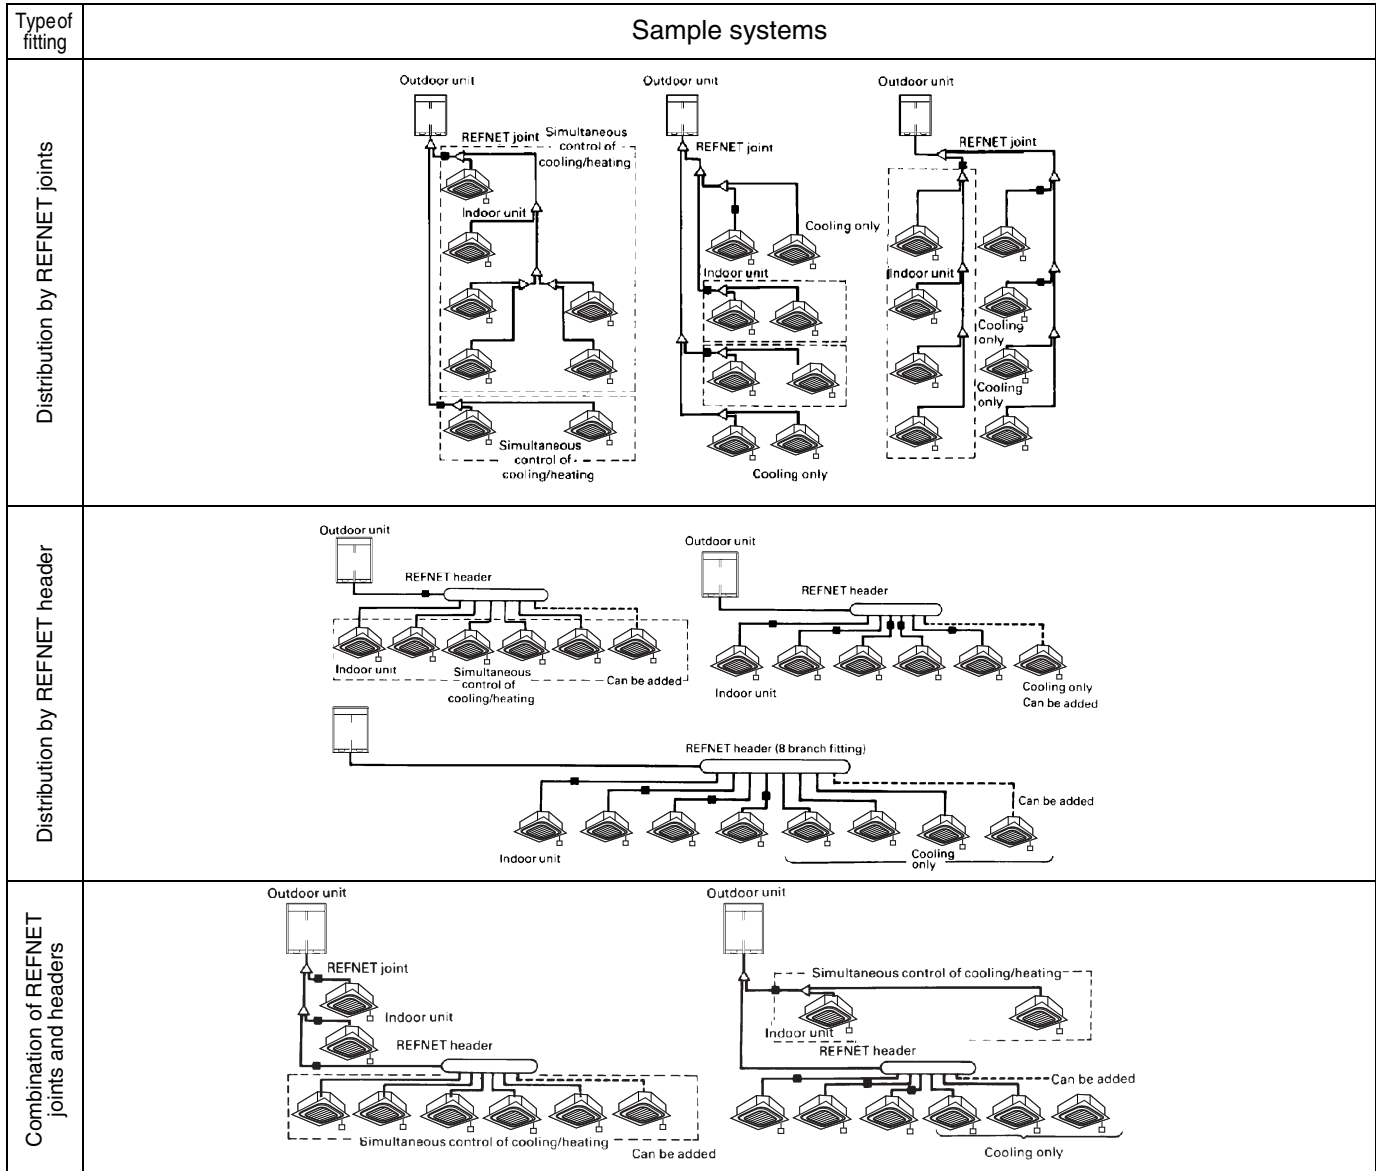 Type of
fitting
Sample systems
Distribution by REFNET joints
Outdoor unit
REFNET joint
Simultaneous
control of
cooling/heating
Indoor unit
Simultaneous
control of
cooling/heating
Outdoor unit
REFNET joint
Cooling only
Indoor unit
Cooling only
Outdoor unit
REFNET joint
Indoor unit
Cooling
only
Cooling
only
Distribution by REFNET header
Outdoor unit
REFNET header
Indoor unit
Simultaneous
control of
cooling/heating
Can be added
Outdoor unit
REFNET header
Indoor unit
Cooling only
Can be added
REFNET header (8 branch fitting)
Can be added
Indoor unit
Cooling
only
Combination of REFNET
joints and headers
Outdoor unit
REFNET joint
Indoor unit
REFNET header
Simultaneous control of cooling/heating
Can be added
Outdoor unit
Simultaneous control of cooling/heating
Indoor unit
REFNET header
Can be added
Cooling only